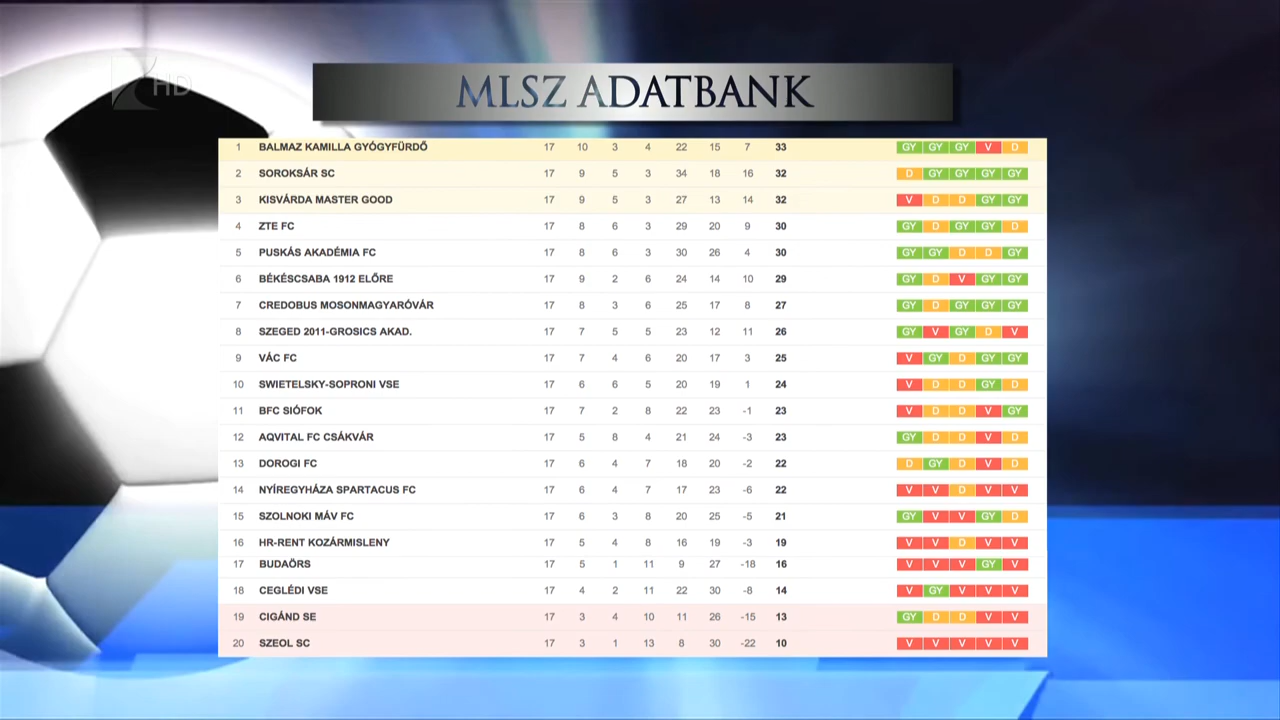 HD
MLSZ ADATBANK
1 BALMAZ KAMILLA GYÓGYFÜRDŐ 17 10 3 4 22 15 7 33 GY GY GY V D
2 SOROKSÁR SC 17 9 5 3 34 18 16 32 D GY GY GY GY
3 KISVÁRDA MASTER GOOD 17 9 5 3 27 13 14 32 V D D GY GY
4 ZTE FC 17 8 6 3 29 20 9 30 GY D GY GY D
5 PUSKÁS AKADÉMIA FC 17 8 6 3 30 26 4 30 GY GY D D GY
6 BÉKÉSCSABA 1912 ELŐRE 17 9 2 6 24 14 10 29 GY D V GY GY
7 CREDOBUS MOSONMAGYARÓVÁR 17 8 3 6 25 17 8 27 GY D GY GY GY
8 SZEGED 2011-GROSICS AKAD. 17 7 5 5 23 12 11 26 GY V GY D V
9 VÁC FC 17 7 4 6 20 17 3 25 V GY D GY GY
10 SWIETELSKY-SOPRONI VSE 17 6 6 5 20 19 1 24 V D D GY D
11 BFC SIÓFOK 17 7 2 8 22 23 -1 23 V D D V GY
12 AQVITAL FC CSÁKVÁR 17 5 8 4 21 24 -3 23 GY D D V D
13 DOROGI FC 17 6 4 7 18 20 -2 22 D GY D V D
14 NYÍREGYHÁZA SPARTACUS FC 17 6 4 7 17 23 -6 22 V V D V V
15 SZOLNOKI MÁV FC 17 6 3 8 20 25 -5 21 GY V V GY D
16 HR-RENT KOZÁRMISLENY 17 5 4 8 16 19 -3 19 V V D V V
17 BUDAÖRS 17 5 1 11 9 27 -18 16 V V V GY V
18 CEGLÉDI VSE 17 4 2 11 22 30 -8 14 V GY V V V
19 CIGÁND SE 17 3 4 10 11 26 -15 13 GY D D V V
20 SZEOL SC 17 3 1 13 8 30 -22 10 V V V V V